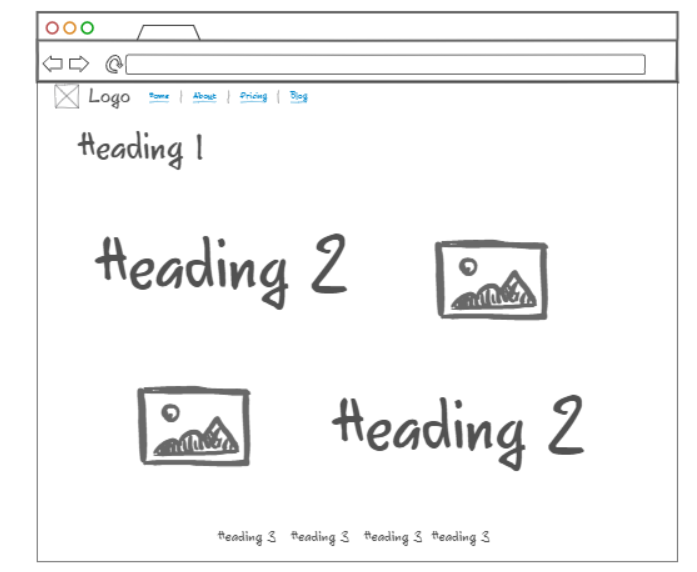 Logo Home | About | Pricing | Blog
Heading 1
Heading 2
Heading 2
Heading 3 Heading 3 Heading 3 Heading 3